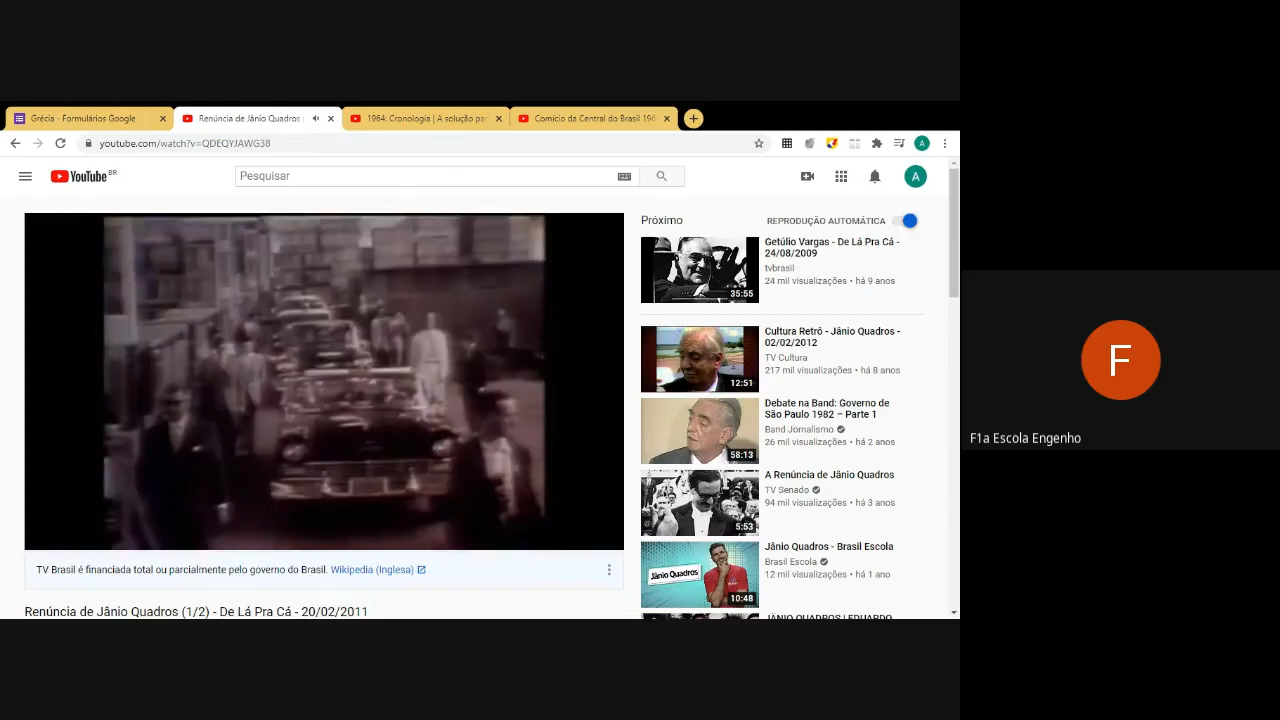 Grécia - Formulários Google
Renúncia de Jânio Quadros
1964: Cronologia | A solução par
Comício da Central do Brasil 196
youtube.com/watch?v=QDEQYJAWG38
A
YouTube BR
Pesquisar
A
Próximo
REPRODUÇÃO AUTOMÁTICA
Getúlio Vargas - De Lá Pra Cá -
24/08/2009
tvbrasil
24 mil visualizações • há 9 anos
35:55
Cultura Retrô - Jânio Quadros -
02/02/2012
TV Cultura
217 mil visualizações • há 8 anos
12:51
Debate na Band: Governo de
São Paulo 1982 – Parte 1
Band Jornalismo
26 mil visualizações • há 2 anos
58:13
A Renúncia de Jânio Quadros
TV Senado
94 mil visualizações • há 3 anos
5:53
Jânio Quadros - Brasil Escola
Brasil Escola
12 mil visualizações • há 1 ano
Jânio Quadros
10:48
JÂNIO QUADROS | EDUARDO
TV Brasil é financiada total ou parcialmente pelo governo do Brasil. Wikipedia (Inglesa)
Renúncia de Jânio Quadros (1/2) - De Lá Pra Cá - 20/02/2011
F
F1a Escola Engenho